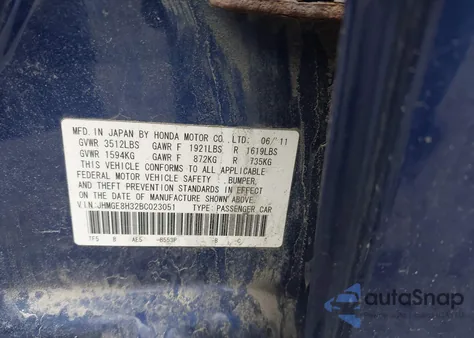 MFD. IN JAPAN BY HONDA MOTOR CO., LTD. 06/'11
GVWR 3512LBS GAWR F 1921LBS R 1619LBS
GVWR 1594KG GAWR F 872KG R 735KG
THIS VEHICLE CONFORMS TO ALL APPLICABLE
FEDERAL MOTOR VEHICLE SAFETY, BUMPER,
AND THEFT PREVENTION STANDARDS IN EFFECT
ON THE DATE OF MANUFACTURE SHOWN ABOVE.
V.I.N.:JHMGE8H32BC023051 TYPE: PASSENGER CAR
B-553P
autoSnap